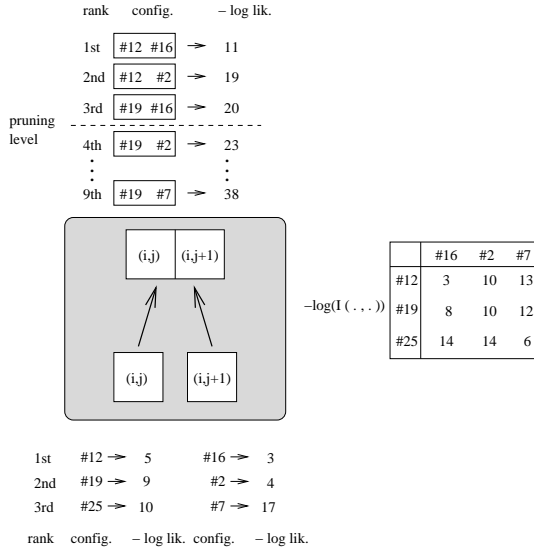 rank config. – log lik.
1st #12 #16 11
2nd #12 #2 19
3rd #19 #16 20
pruning
level
4th #19 #2 23
9th #19 #7 38
(i,j) (i,j+1)
(i,j) (i,j+1)
–log(I ( . , . ))
#16 #2 #7
#12 3 10 13
#19 8 10 12
#25 14 14 6
1st #12 5 #16 3
2nd #19 9 #2 4
3rd #25 10 #7 17
rank config. – log lik. config. – log lik.